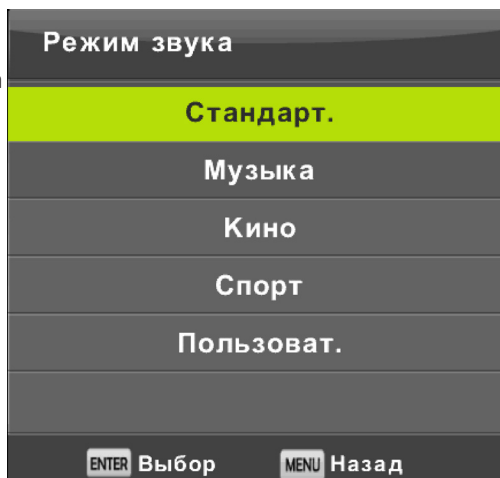 Режим звука
Стандарт.
Музыка
Кино
Спорт
Пользоват.
ENTER Выбор MENU Назад